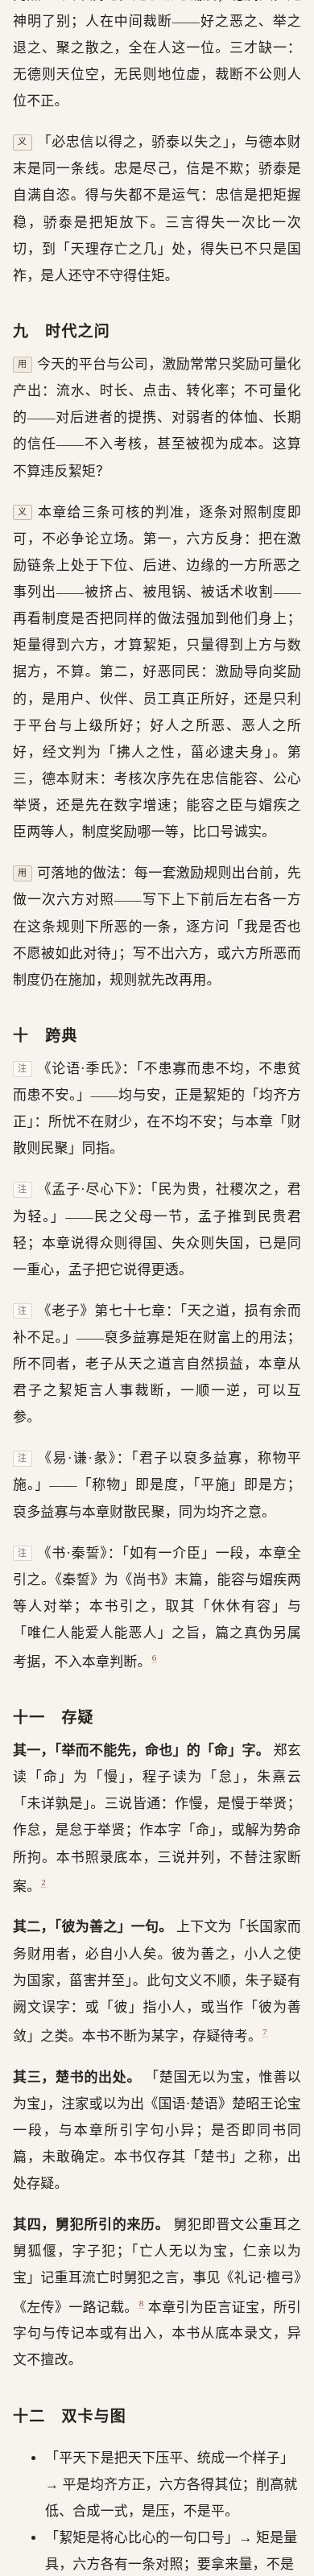 神明了别；人在中间裁断——好之恶之、举之
退之、聚之散之，全在人这一位。三才缺一：
无德则天位空，无民则地位虚，裁断不公则人
位不正。
义 「必忠信以得之，骄泰以失之」，与德本财
末是同一条线。忠是尽己，信是不欺；骄泰是
自满自恣。得与失都不是运气：忠信是把矩握
稳，骄泰是把矩放下。三言得失一次比一次
切，到「天理存亡之几」处，得失已不只是国
祚，是人还守不守得住矩。
九 时代之问
用 今天的平台与公司，激励常常只奖励可量化
产出：流水、时长、点击、转化率；不可量化
的——对后进者的提携、对弱者的体恤、长期
的信任——不入考核，甚至被视为成本。这算
不算违反絜矩？
义 本章给三条可核的判准，逐条对照制度即
可，不必争论立场。第一，六方反身：把在激
励链条上处于下位、后进、边缘的一方所恶之
事列出——被挤占、被甩锅、被话术收割——
再看制度是否把同样的做法强加到他们身上；
矩量得到六方，才算絜矩，只量得到上方与数
据方，不算。第二，好恶同民：激励导向奖励
的，是用户、伙伴、员工真正所好，还是只利
于平台与上级所好；好人之所恶、恶人之所
好，经文判为「拂人之性，菑必逮夫身」。第
三，德本财末：考核次序先在忠信能容、公心
举贤，还是先在数字增速；能容之臣与媢疾之
臣两等人，制度奖励哪一等，比口号诚实。
用 可落地的做法：每一套激励规则出台前，先
做一次六方对照——写下上下前后左右各一方
在这条规则下所恶的一条，逐方问「我是否也
不愿被如此对待」；写不出六方，或六方所恶而
制度仍在施加，规则就先改再用。
十 跨典
注 《论语·季氏》：「不患寡而患不均，不患贫
而患不安。」——均与安，正是絜矩的「均齐方
正」：所忧不在财少，在不均不安；与本章「财
散则民聚」同指。
注 《孟子·尽心下》：「民为贵，社稷次之，君
为轻。」——民之父母一节，孟子推到民贵君
轻；本章说得众则得国、失众则失国，已是同
一重心，孟子把它说得更透。
注 《老子》第七十七章：「天之道，损有余而
补不足。」——裒多益寡是矩在财富上的用法；
所不同者，老子从天之道言自然损益，本章从
君子之絜矩言人事裁断，一顺一逆，可以互
参。
注 《易·谦·彖》：「君子以裒多益寡，称物平
施。」——「称物」即是度，「平施」即是方；
裒多益寡与本章财散民聚，同为均齐之意。
注 《书·秦誓》：「如有一介臣」一段，本章全
引之。《秦誓》为《尚书》末篇，能容与媢疾两
等人对举；本书引之，取其「休休有容」与
「唯仁人能爱人能恶人」之旨，篇之真伪另属
考据，不入本章判断。6
十一 存疑
其一，「举而不能先，命也」的「命」字。 郑玄
读「命」为「慢」，程子读为「怠」，朱熹云
「未详孰是」。三说皆通：作慢，是慢于举贤；
作怠，是怠于举贤；作本字「命」，或解为势命
所拘。本书照录底本，三说并列，不替注家断
案。2
其二，「彼为善之」一句。 上下文为「长国家而
务财用者，必自小人矣。彼为善之，小人之使
为国家，菑害并至」。此句文义不顺，朱子疑有
阙文误字：或「彼」指小人，或当作「彼为善
敛」之类。本书不断为某字，存疑待考。7
其三，楚书的出处。 「楚国无以为宝，惟善以
为宝」，注家或以为出《国语·楚语》楚昭王论宝
一段，与本章所引字句小异；是否即同书同
篇，未敢确定。本书仅存其「楚书」之称，出
处存疑。
其四，舅犯所引的来历。 舅犯即晋文公重耳之
舅狐偃，字子犯；「亡人无以为宝，仁亲以为
宝」记重耳流亡时舅犯之言，事见《礼记·檀弓》
《左传》一路记载。8 本章引为臣言证宝，所引
字句与传记本或有出入，本书从底本录文，异
文不擅改。
十二 双卡与图
• 「平天下是把天下压平、统成一个样子」
→ 平是均齐方正，六方各得其位；削高就
低、合成一式，是压，不是平。
• 「絜矩是将心比心的一句口号」→ 矩是量
具，六方各有一条对照；要拿来量，不是